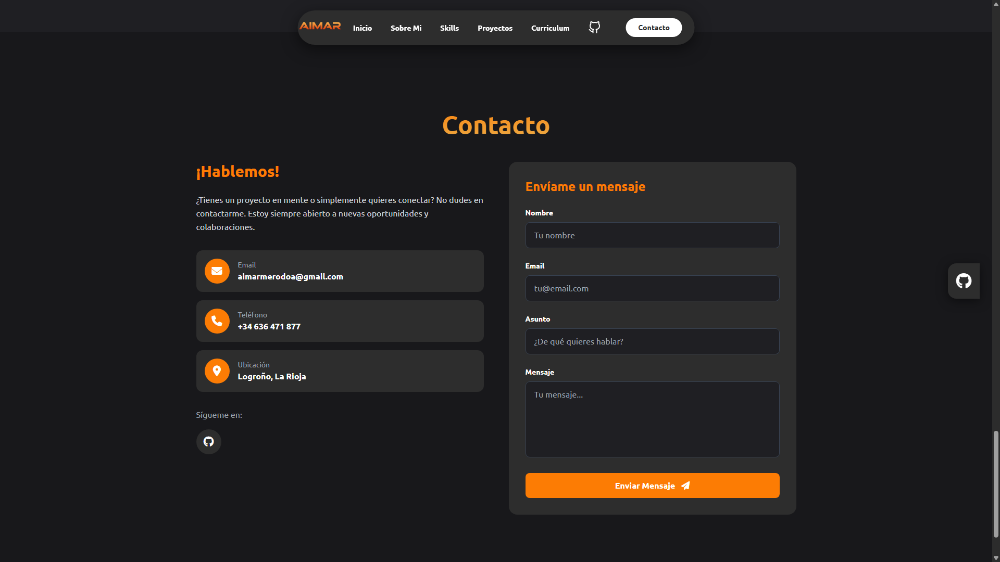 AIMAR
Inicio
Sobre Mi
Skills
Proyectos
Curriculum
Contacto
Contacto
¡Hablemos!
¿Tienes un proyecto en mente o simplemente quieres conectar? No dudes en
contactarme. Estoy siempre abierto a nuevas oportunidades y
colaboraciones.
Email
aimarmerodoa@gmail.com
Teléfono
+34 636 471 877
Ubicación
Logroño, La Rioja
Sígueme en:
Envíame un mensaje
Nombre
Tu nombre
Email
tu@email.com
Asunto
¿De qué quieres hablar?
Mensaje
Tu mensaje...
Enviar Mensaje